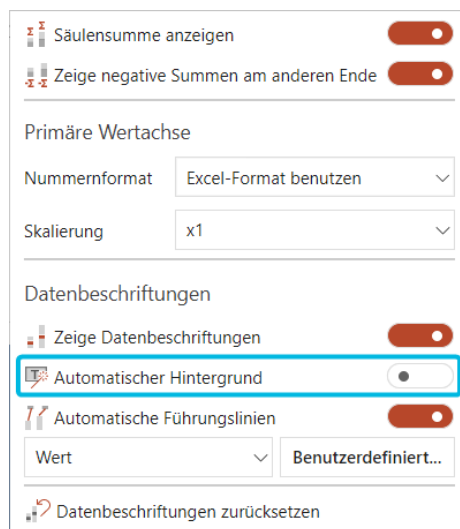 Säulensumme anzeigen
Zeige negative Summen am anderen Ende
Primäre Wertachse
Nummernformat Excel-Format benutzen
Skalierung x1
Datenbeschriftungen
Zeige Datenbeschriftungen
Automatischer Hintergrund
Automatische Führungslinien
Wert Benutzerdefiniert...
Datenbeschriftungen zurücksetzen